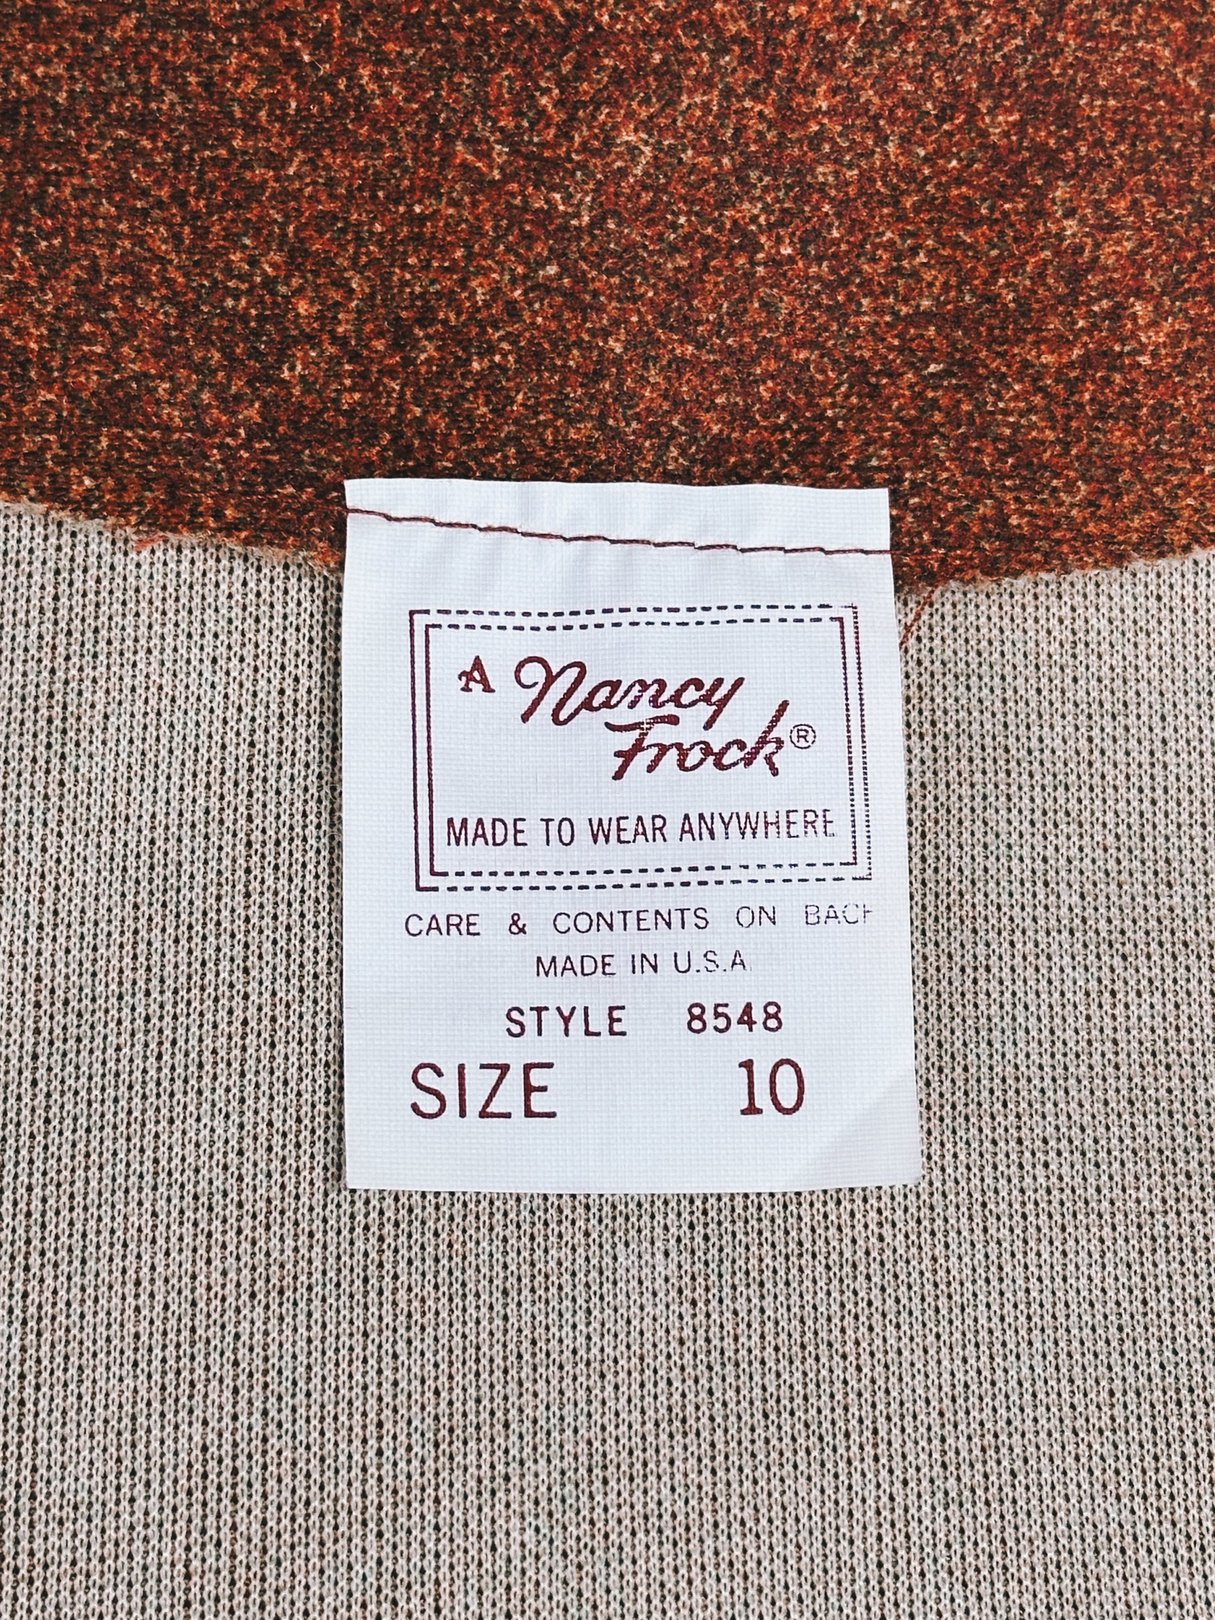 A Nancy
Frock®
MADE TO WEAR ANYWHERE
CARE & CONTENTS ON BACK
MADE IN U.S.A.
STYLE 8548
SIZE 10